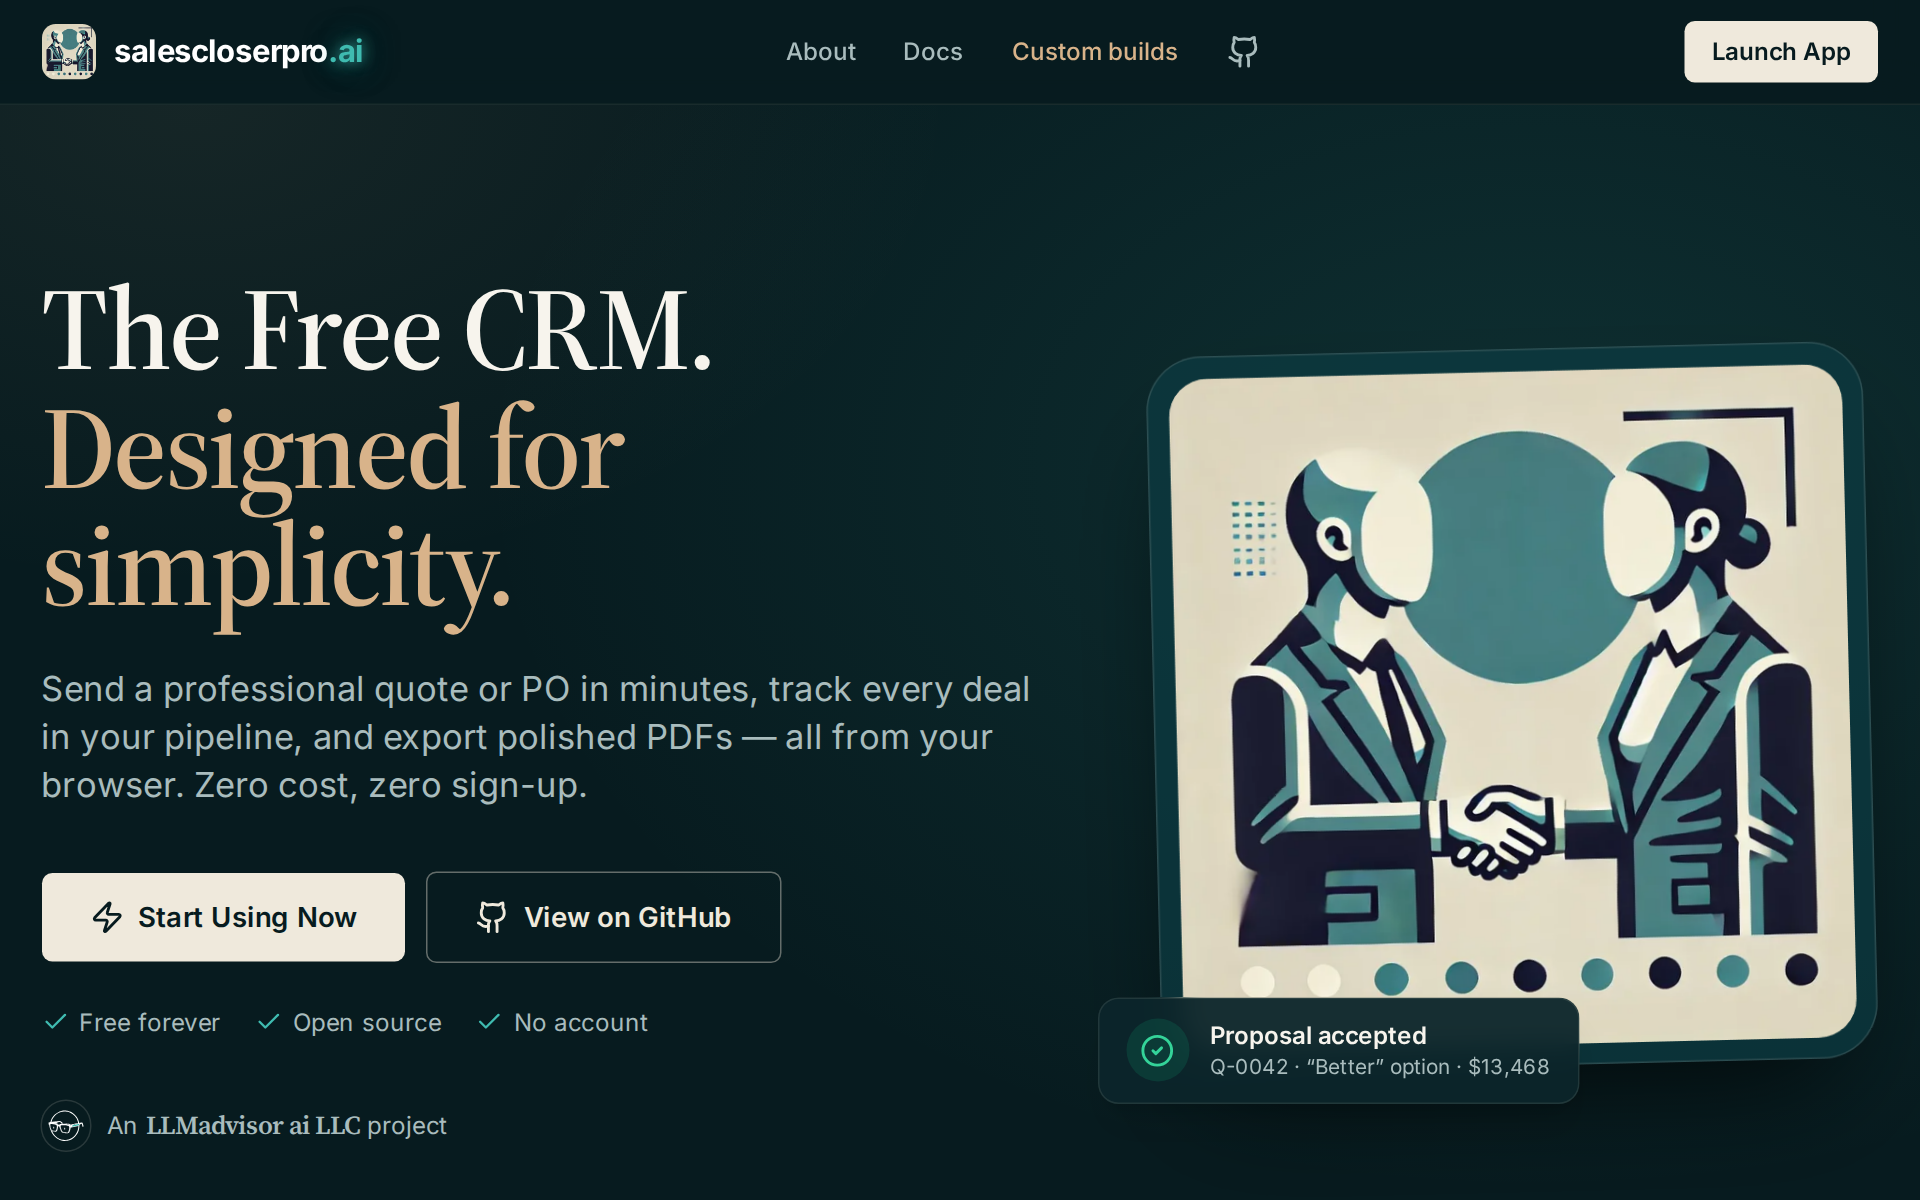 salescloserpro.ai
About
Docs
Custom builds
Launch App
The Free CRM.
Designed for
simplicity.
Send a professional quote or PO in minutes, track every deal
in your pipeline, and export polished PDFs — all from your
browser. Zero cost, zero sign-up.
Start Using Now
View on GitHub
Free forever
Open source
No account
Proposal accepted
Q-0042 · “Better” option · $13,468
An LLMadvisor ai LLC project